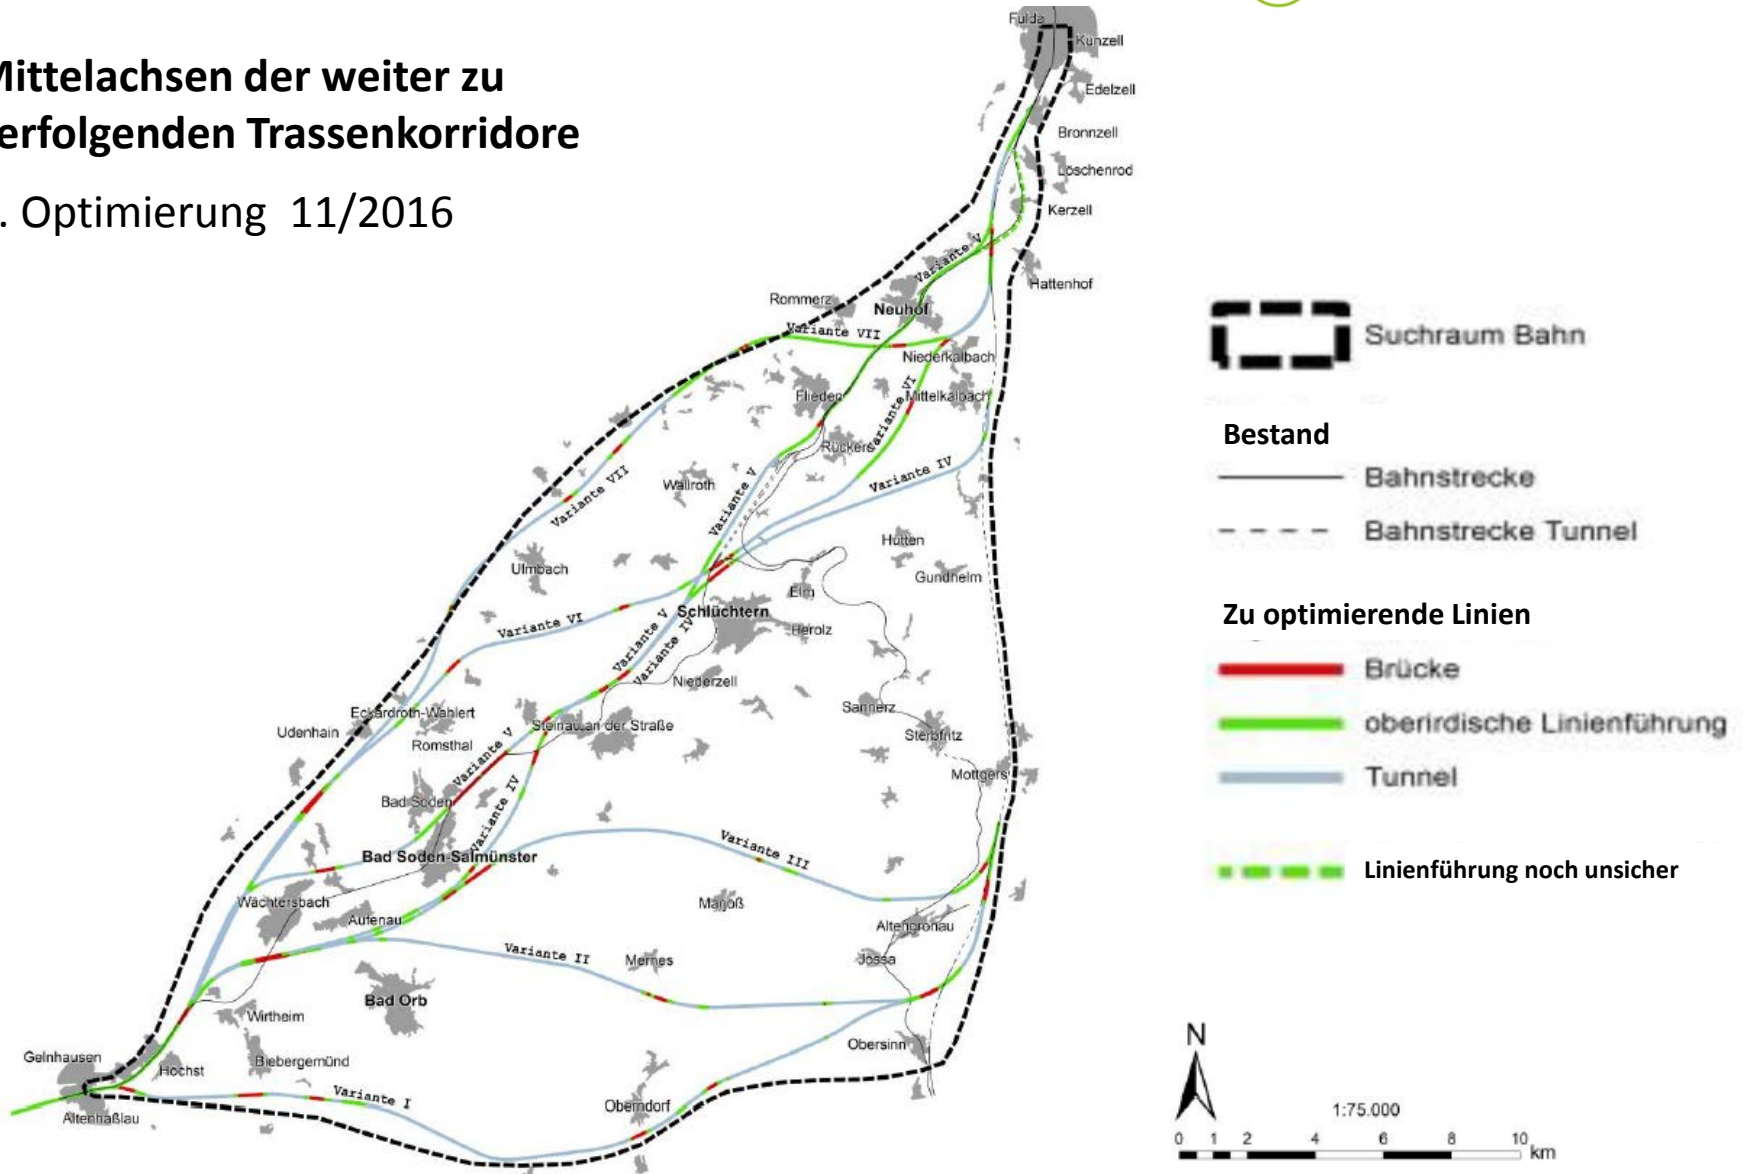 Mittelachsen der weiter zu
erfolgenden Trassenkorridore
. Optimierung 11/2016
Fulda
Künzell
Edelzell
Bronnzell
Löschenrod
Kerzell
Variante V
Hattenhof
Rommerz
Neuhof
Variante VII
Niederkalbach
Flieden
Mittelkalbach
Variante VI
Rückers
Variante IV
Wallroth
Variante V
Variante VII
Hutten
Ulmbach
Gundhelm
Elm
Schlüchtern
Variante VI
Herolz
Variante V
Variante IV
Niederzell
Sannerz
Eckardroth-Wahlert
Udenhain
Steinau an der Straße
Romsthal
Sterbfritz
Variante V
Mottgers
Bad Soden
Variante IV
Variante III
Bad Soden-Salmünster
Wächtersbach
Marjoß
Aufenau
Altengronau
Variante II
Mernes
Jossa
Bad Orb
Wirtheim
Obersinn
Gelnhausen
Höchst
Biebergemünd
Variante I
Oberndorf
Altenhaßlau
Suchraum Bahn
Bestand
Bahnstrecke
Bahnstrecke Tunnel
Zu optimierende Linien
Brücke
oberirdische Linienführung
Tunnel
Linienführung noch unsicher
N
1:75.000
0 1 2 4 6 8 10 km